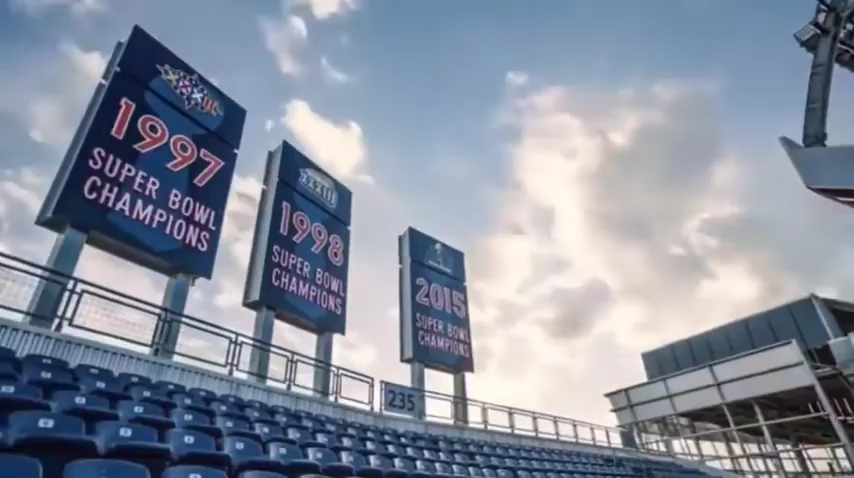 1997
SUPER BOWL
CHAMPIONS
XXXIII
1998
SUPER BOWL
CHAMPIONS
2015
SUPER BOWL
CHAMPIONS
235